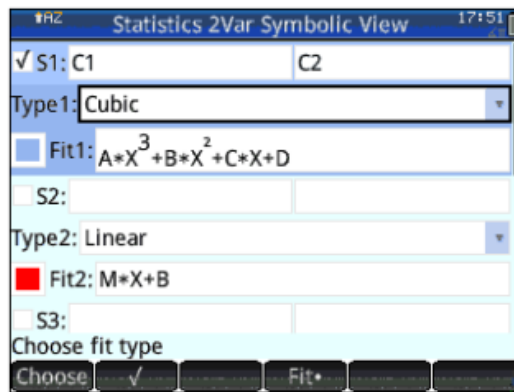 AZ Statistics 2Var Symbolic View 17:51
√ S1: C1 C2
Type1: Cubic
Fit1: A*X³+B*X²+C*X+D
S2:
Type2: Linear
Fit2: M*X+B
S3:
Choose fit type
Choose √ Fit•